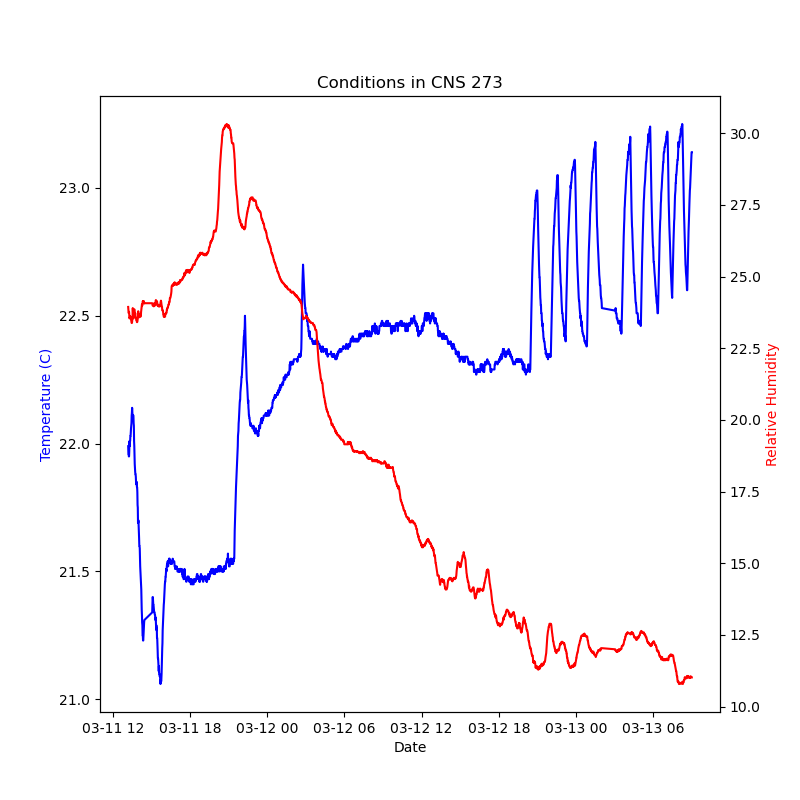 Conditions in CNS 273
Temperature (C)
23.0
22.5
22.0
21.5
21.0
30.0
27.5
25.0
22.5
20.0
17.5
15.0
12.5
10.0
Relative Humidity
03-11 12 03-11 18 03-12 00 03-12 06 03-12 12 03-12 18 03-13 00 03-13 06
Date